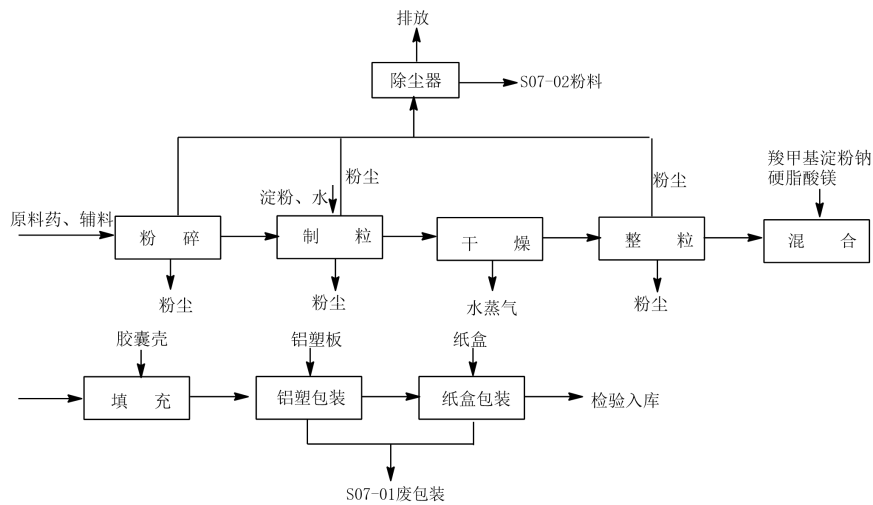 排放
除尘器
S07-02粉料
羧甲基淀粉钠
硬脂酸镁
粉尘
粉尘
淀粉、水
原料药、辅料
粉 碎
制 粒
干 燥
整 粒
混 合
粉尘
粉尘
水蒸气
粉尘
胶囊壳
铝塑板
纸盒
填 充
铝塑包装
纸盒包装
检验入库
S07-01废包装